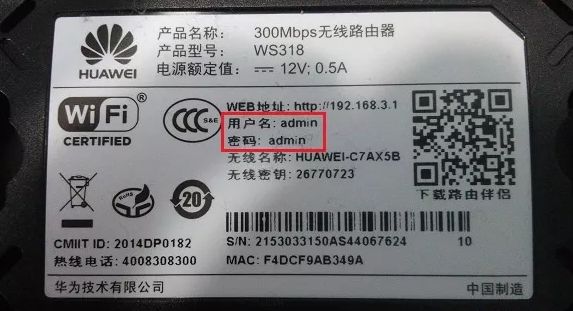 产品名称: 300Mbps无线路由器
产品型号: WS318
电源额定值: ⎓ 12V; 0.5A
HUAWEI
WiFi®
CERTIFIED
CCC S&E
WEB地址: http://192.168.3.1
用户名: admin
密码: admin
无线名称: HUAWEI-C7AX5B
无线密钥: 26770723
下载路由伴侣
20
CMIIT ID: 2014DP0182
热线电话: 4008308300
华为技术有限公司
S/N: 2153033150AS44067624
10
MAC: F4DCF9AB349A
中国制造